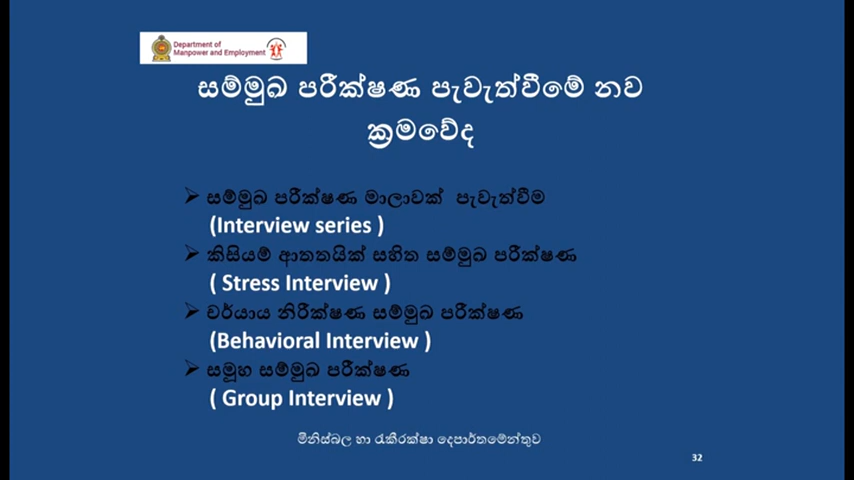 Department of
Manpower and Employment
සම්මුඛ පරීක්ෂණ පැවැත්වීමේ නව
ක්‍රමවේද
➢ සම්මුඛ පරීක්ෂණ මාලාවක් පැවැත්වීම
(Interview series )
➢ කිසියම් ආතතයික් සහිත සම්මුඛ පරීක්ෂණ
( Stress Interview )
➢ චර්යාය නිරීක්ෂණ සම්මුඛ පරීක්ෂණ
(Behavioral Interview )
➢ සමූහ සම්මුඛ පරීක්ෂණ
( Group Interview )
මිනිස්බල හා රැකීරක්ෂා දෙපාර්තමේන්තුව
32